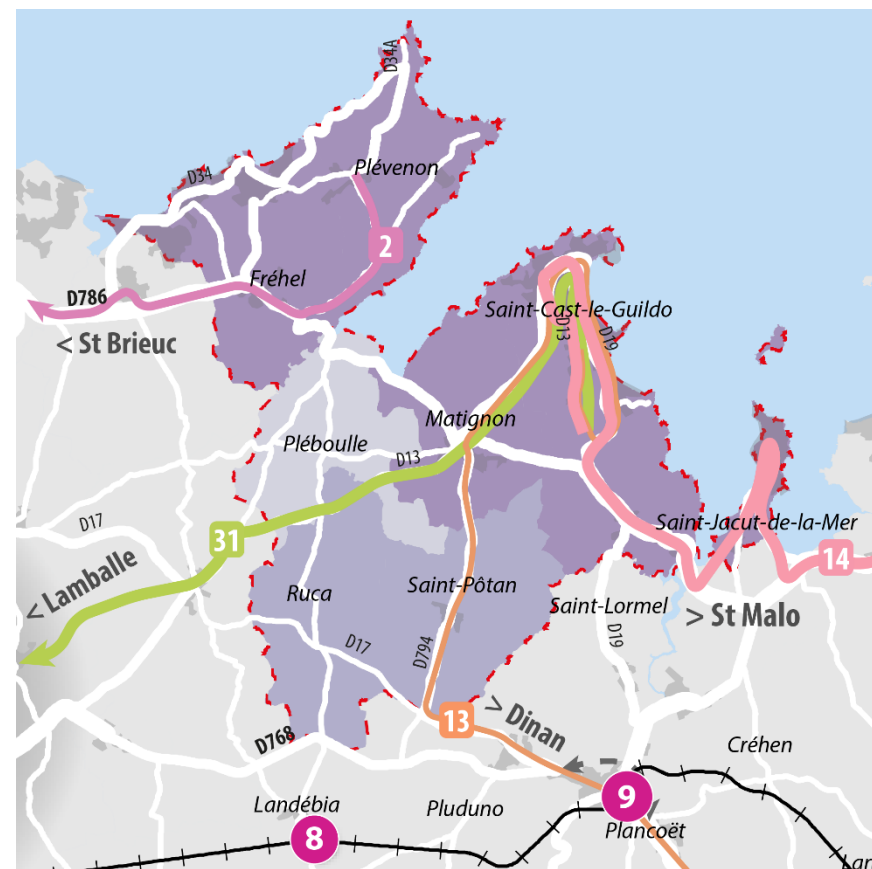 D34A
Plévenon
D34
2
Fréhel
D786
< St Brieuc
Saint-Cast-le-Guildo
D13
D19
Matignon
Pléboulle
D13
D17
31
Saint-Jacut-de-la-Mer
14
< Lamballe
Ruca
Saint-Pôtan
Saint-Lormel
> St Malo
D17
D794
D19
13
> Dinan
D768
Créhen
9
Landébia
Pluduno
8
Plancoët
Lan